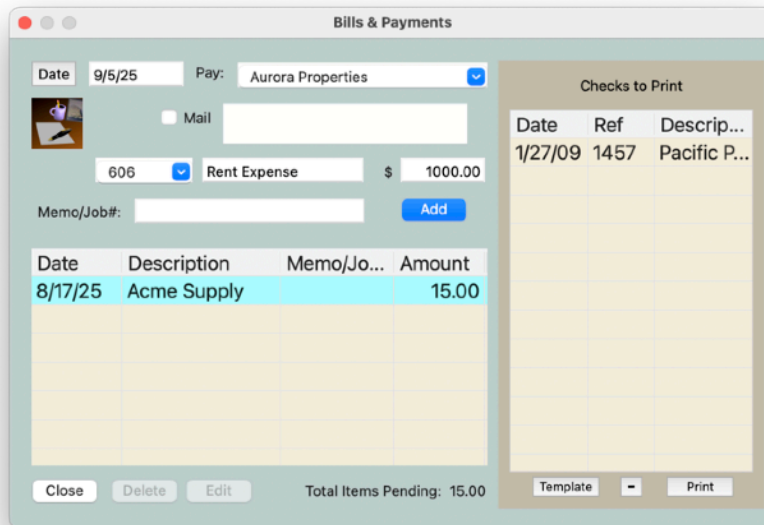 Bills & Payments
Date 9/5/25 Pay: Aurora Properties
Mail
606 Rent Expense $ 1000.00
Memo/Job#: Add
Date Description Memo/Jo... Amount
8/17/25 Acme Supply 15.00
Close Delete Edit Total Items Pending: 15.00
Checks to Print
Date Ref Descrip...
1/27/09 1457 Pacific P...
Template - Print